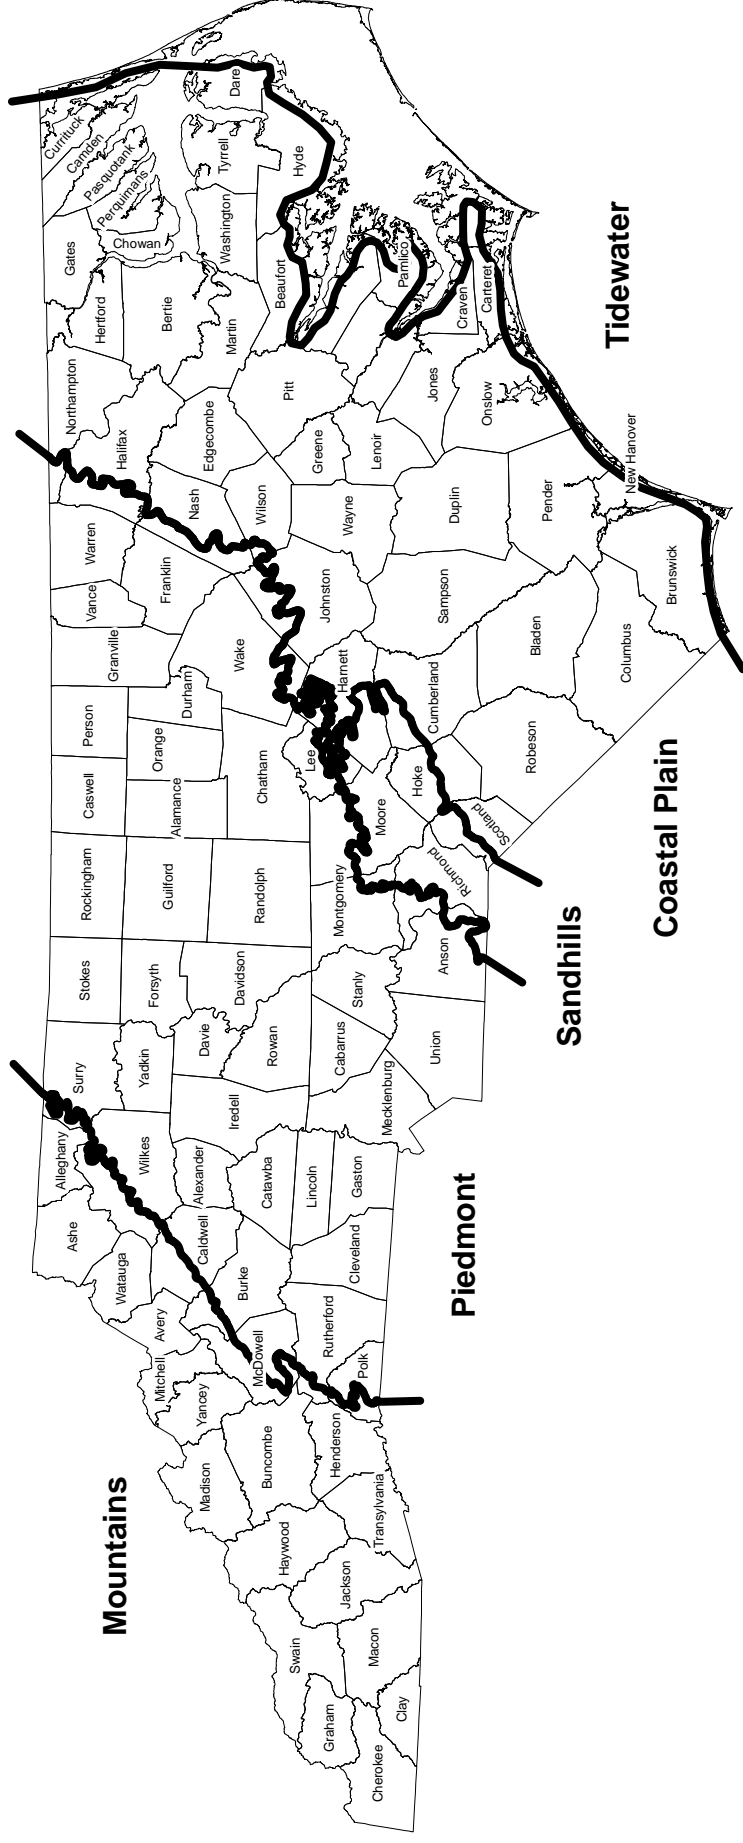 Currituck
Camden
Pasquotank
Perquimans
Gates
Chowan
Hertford
Bertie
Northampton
Halifax
Martin
Washington
Tyrrell
Dare
Hyde
Beaufort
Pamlico
Craven
Carteret
Pitt
Edgecombe
Nash
Wilson
Greene
Lenoir
Jones
Onslow
Wayne
Duplin
Pender
New Hanover
Brunswick
Columbus
Bladen
Sampson
Johnston
Warren
Vance
Franklin
Granville
Wake
Durham
Person
Orange
Caswell
Alamance
Chatham
Lee
Harnett
Cumberland
Hoke
Robeson
Scotland
Richmond
Moore
Montgomery
Randolph
Guilford
Rockingham
Stokes
Forsyth
Davidson
Stanly
Anson
Union
Cabarrus
Rowan
Davie
Yadkin
Surry
Iredell
Mecklenburg
Alleghany
Wilkes
Alexander
Catawba
Lincoln
Gaston
Cleveland
Caldwell
Burke
Ashe
Watauga
Avery
Mitchell
Yancey
McDowell
Rutherford
Polk
Henderson
Buncombe
Madison
Haywood
Transylvania
Jackson
Swain
Macon
Graham
Clay
Cherokee
Mountains
Piedmont
Sandhills
Coastal Plain
Tidewater